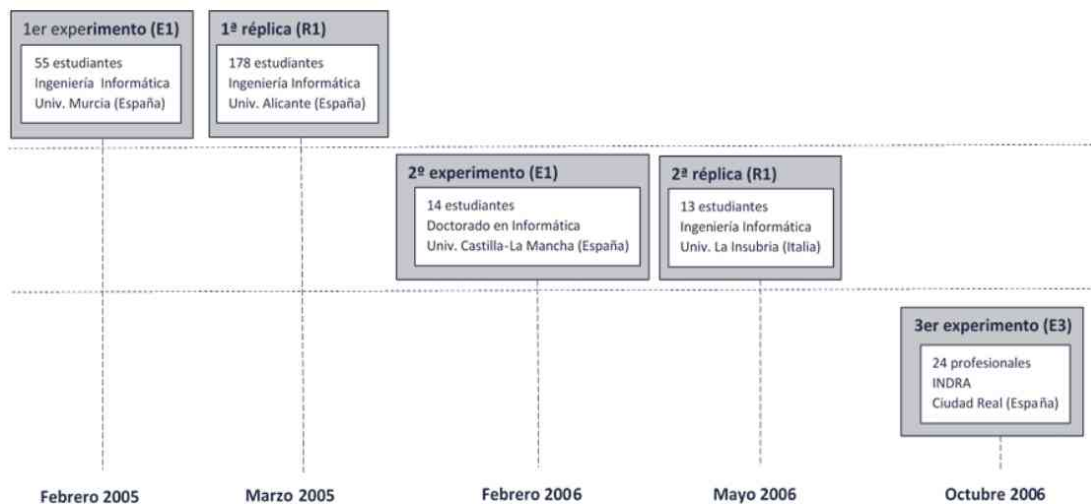 1er experimento (E1)
55 estudiantes
Ingeniería Informática
Univ. Murcia (España)
1ª réplica (R1)
178 estudiantes
Ingeniería Informática
Univ. Alicante (España)
2º experimento (E1)
14 estudiantes
Doctorado en Informática
Univ. Castilla-La Mancha (España)
2ª réplica (R1)
13 estudiantes
Ingeniería Informática
Univ. La Insubria (Italia)
3er experimento (E3)
24 profesionales
INDRA
Ciudad Real (España)
Febrero 2005
Marzo 2005
Febrero 2006
Mayo 2006
Octubre 2006